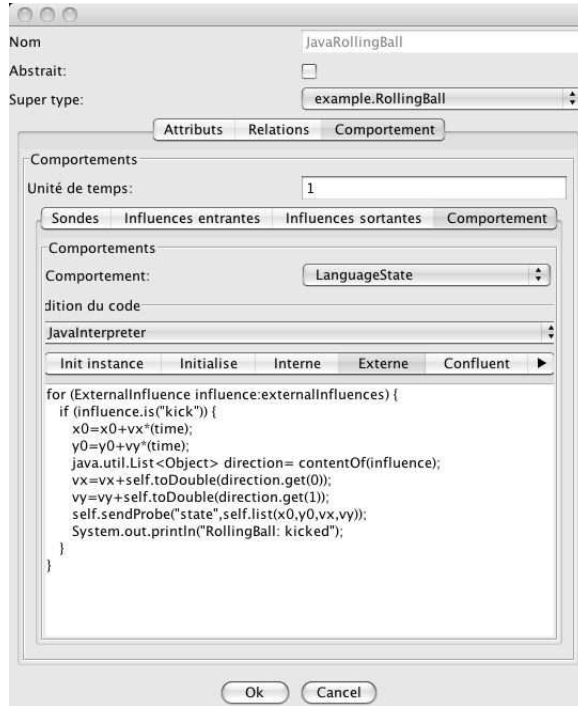 Nom JavaRollingBall
Abstrait:
Super type: example.RollingBall
Attributs Relations Comportement
Comportements
Unité de temps: 1
Sondes Influences entrantes Influences sortantes Comportement
Comportements
Comportement: LanguageState
dition du code
JavaInterpreter
Init instance Initialise Interne Externe Confluent
for (ExternalInfluence influence:externalInfluences) {
if (influence.is("kick")) {
x0=x0+vx*(time);
y0=y0+vy*(time);
java.util.List<Object> direction= contentOf(influence);
vx=vx+self.toDouble(direction.get(0));
vy=vy+self.toDouble(direction.get(1));
self.sendProbe("state",self.list(x0,y0,vx,vy));
System.out.println("RollingBall: kicked");
}
}
Ok Cancel